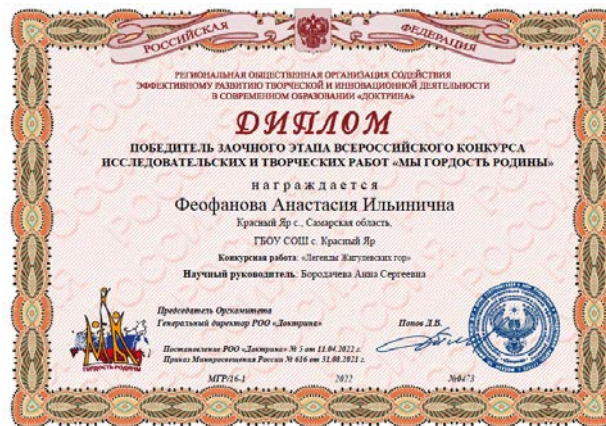 РОССИЙСКАЯ ФЕДЕРАЦИЯ
РЕГИОНАЛЬНАЯ ОБЩЕСТВЕННАЯ ОРГАНИЗАЦИЯ СОДЕЙСТВИЯ
ЭФФЕКТИВНОМУ РАЗВИТИЮ ТВОРЧЕСКОЙ И ИННОВАЦИОННОЙ ДЕЯТЕЛЬНОСТИ
В СОВРЕМЕННОМ ОБРАЗОВАНИИ «ДОКТРИНА»
ДИПЛОМ
ПОБЕДИТЕЛЬ ЗАОЧНОГО ЭТАПА ВСЕРОССИЙСКОГО КОНКУРСА
ИССЛЕДОВАТЕЛЬСКИХ И ТВОРЧЕСКИХ РАБОТ «МЫ ГОРДОСТЬ РОДИНЫ»
награждается
Феофанова Анастасия Ильинична
Красный Яр с., Самарская область,
ГБОУ СОШ с. Красный Яр
Конкурсная работа: «Легенды Жигулевских гор»
Научный руководитель: Бородачева Анна Сергеевна
Председатель Оргкомитета
Генеральный директор РОО «Доктрина» Попов Д.В.
Постановление РОО «Доктрина» № 5 от 11.04.2022 г.
Приказ Минпросвещения России № 616 от 31.08.2021 г.
ГОРДОСТЬ РОДИНЫ
МГР/16-1 2022 №0473